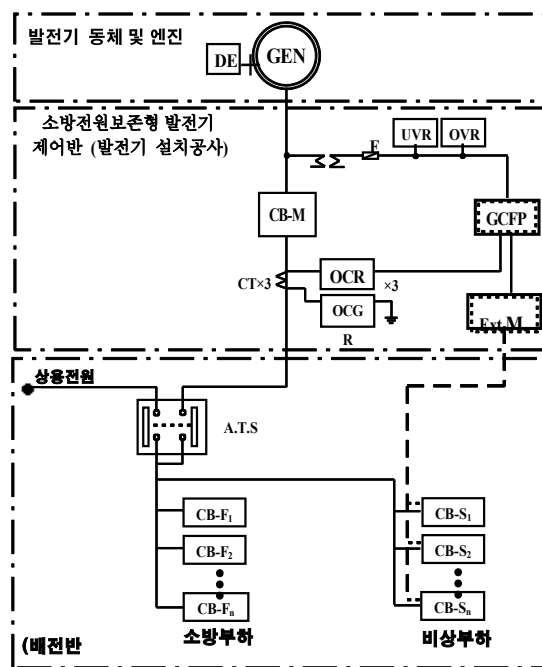 발전기 동체 및 엔진
DE
GEN
소방전원보존형 발전기
제어반 (발전기 설치공사)
UVR
OVR
F
CB-M
GCFP
CT×3
OCR
×3
OCG
R
Ext.M
상용전원
A.T.S
CB-F₁
CB-S₁
CB-F₂
CB-S₂
CB-Fₙ
CB-Sₙ
소방부하
비상부하
(배전반